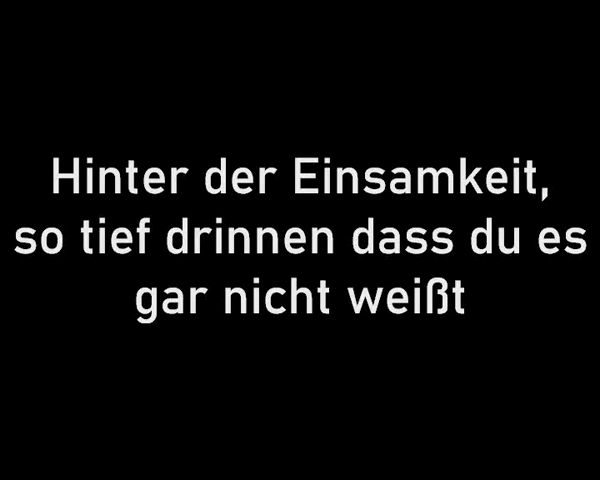 Hinter der Einsamkeit,
so tief drinnen dass du es
gar nicht weißt